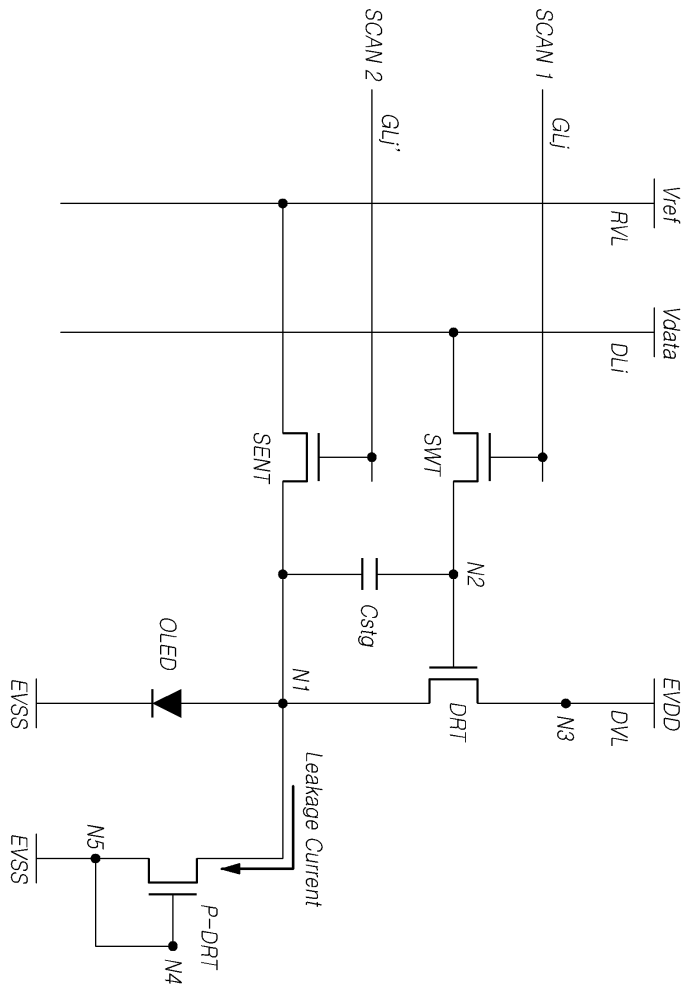 SCAN 1
GLj
SCAN 2
GLj’
Vref
RVL
Vdata
DLi
SENT
SWT
N2
Cstg
OLED
N1
DRT
N3
DVL
EVDD
EVSS
Leakage Current
N5
EVSS
P-DRT
N4